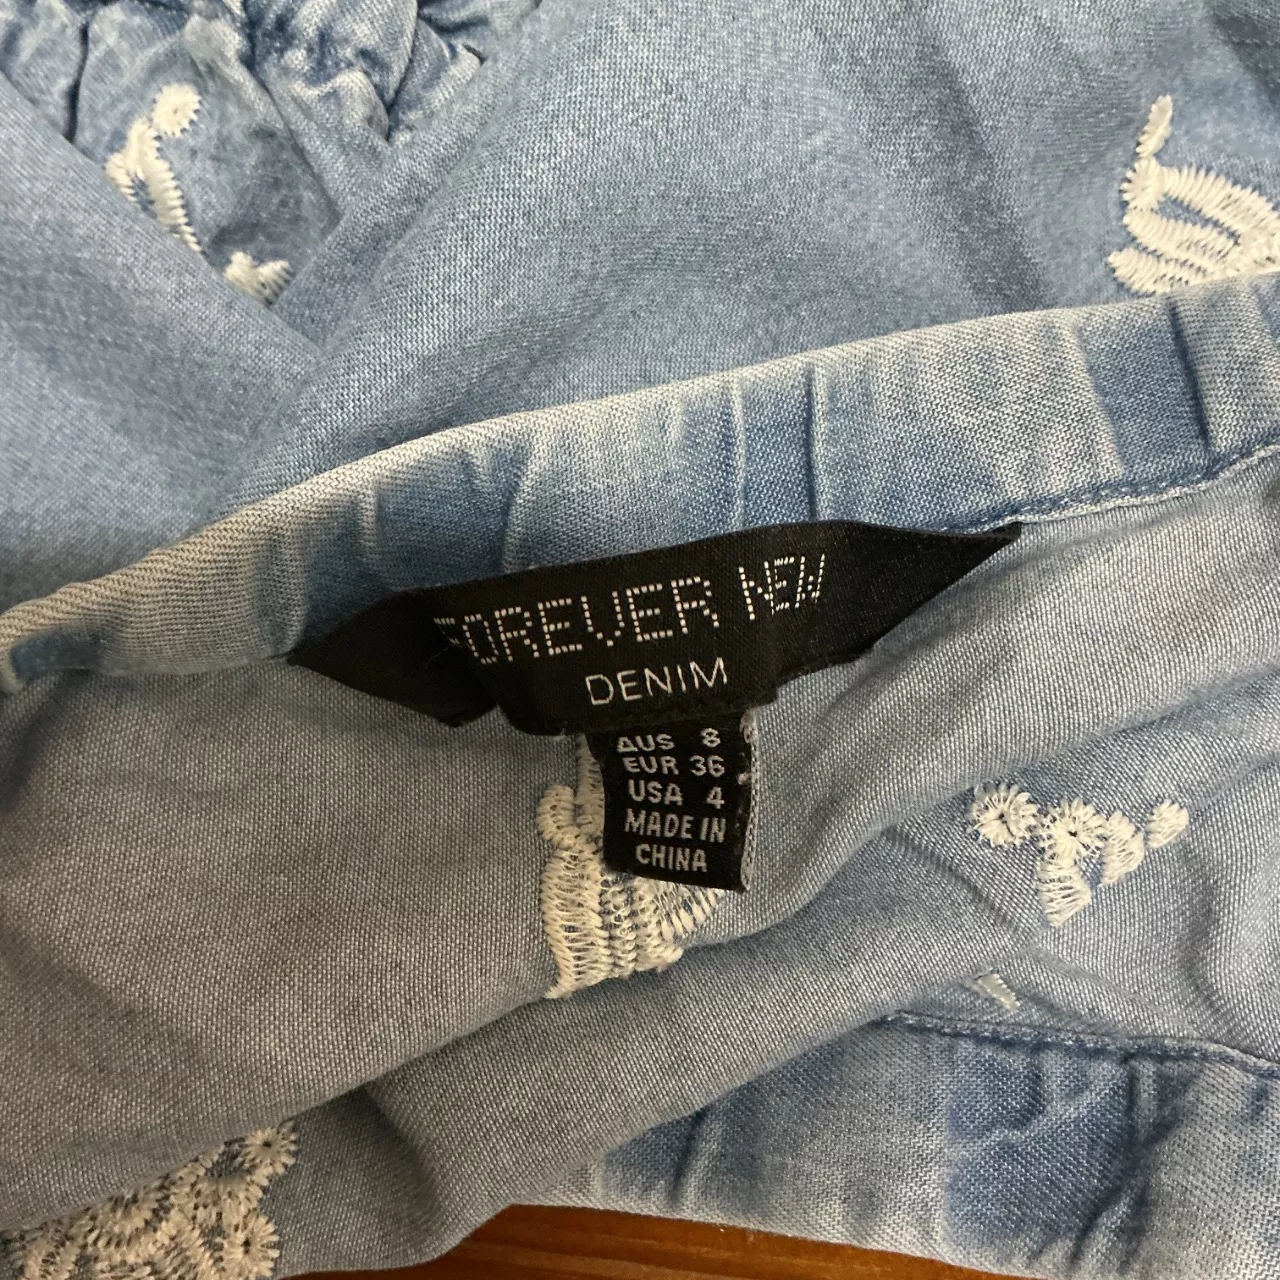 FOREVER NEW
DENIM
AUS 8
EUR 36
USA 4
MADE IN
CHINA